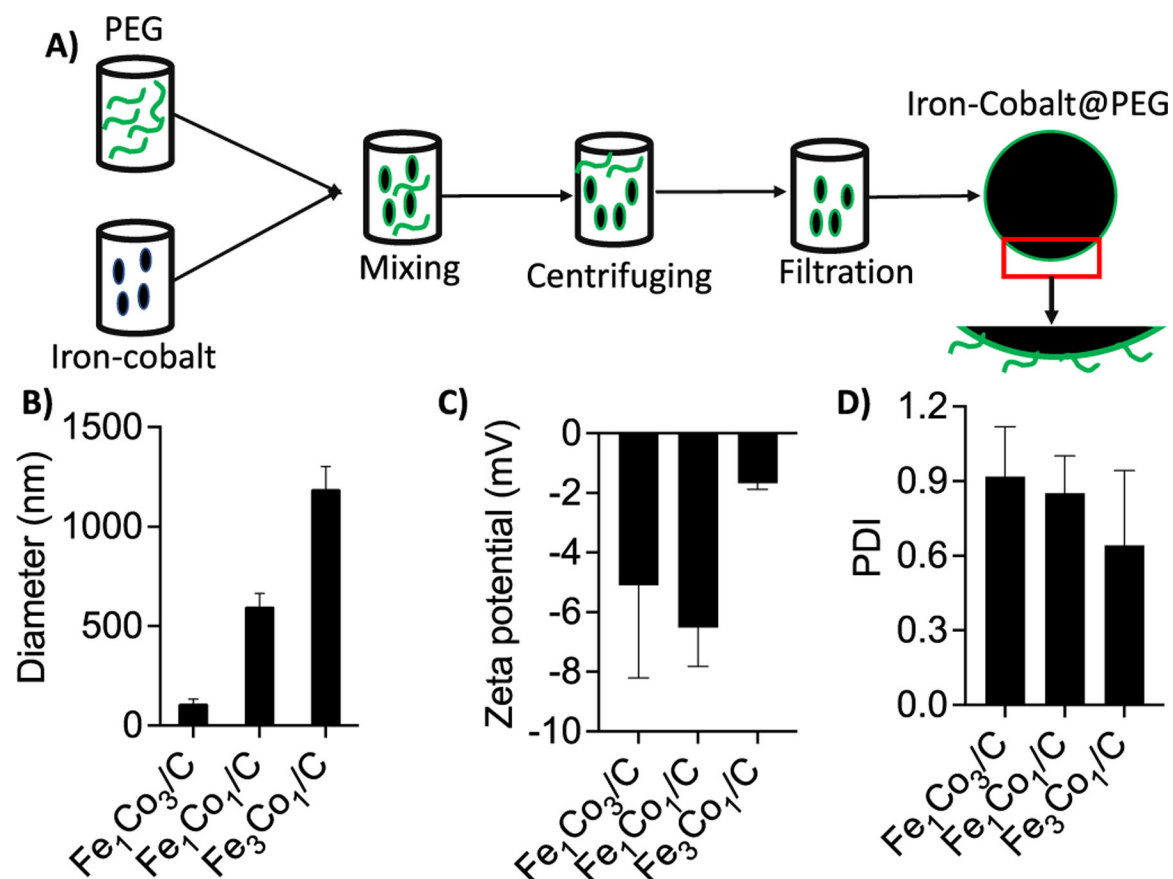 A)
PEG
Iron-cobalt
Mixing
Centrifuging
Filtration
Iron-Cobalt@PEG
B)
Diameter (nm)
1500
1000
500
0
Fe₁Co₃/C
Fe₁Co₁/C
Fe₃Co₁/C
C)
Zeta potential (mV)
0
-2
-4
-6
-8
-10
Fe₁Co₃/C
Fe₁Co₁/C
Fe₃Co₁/C
D)
PDI
1.2
0.9
0.6
0.3
0.0
Fe₁Co₃/C
Fe₁Co₁/C
Fe₃Co₁/C